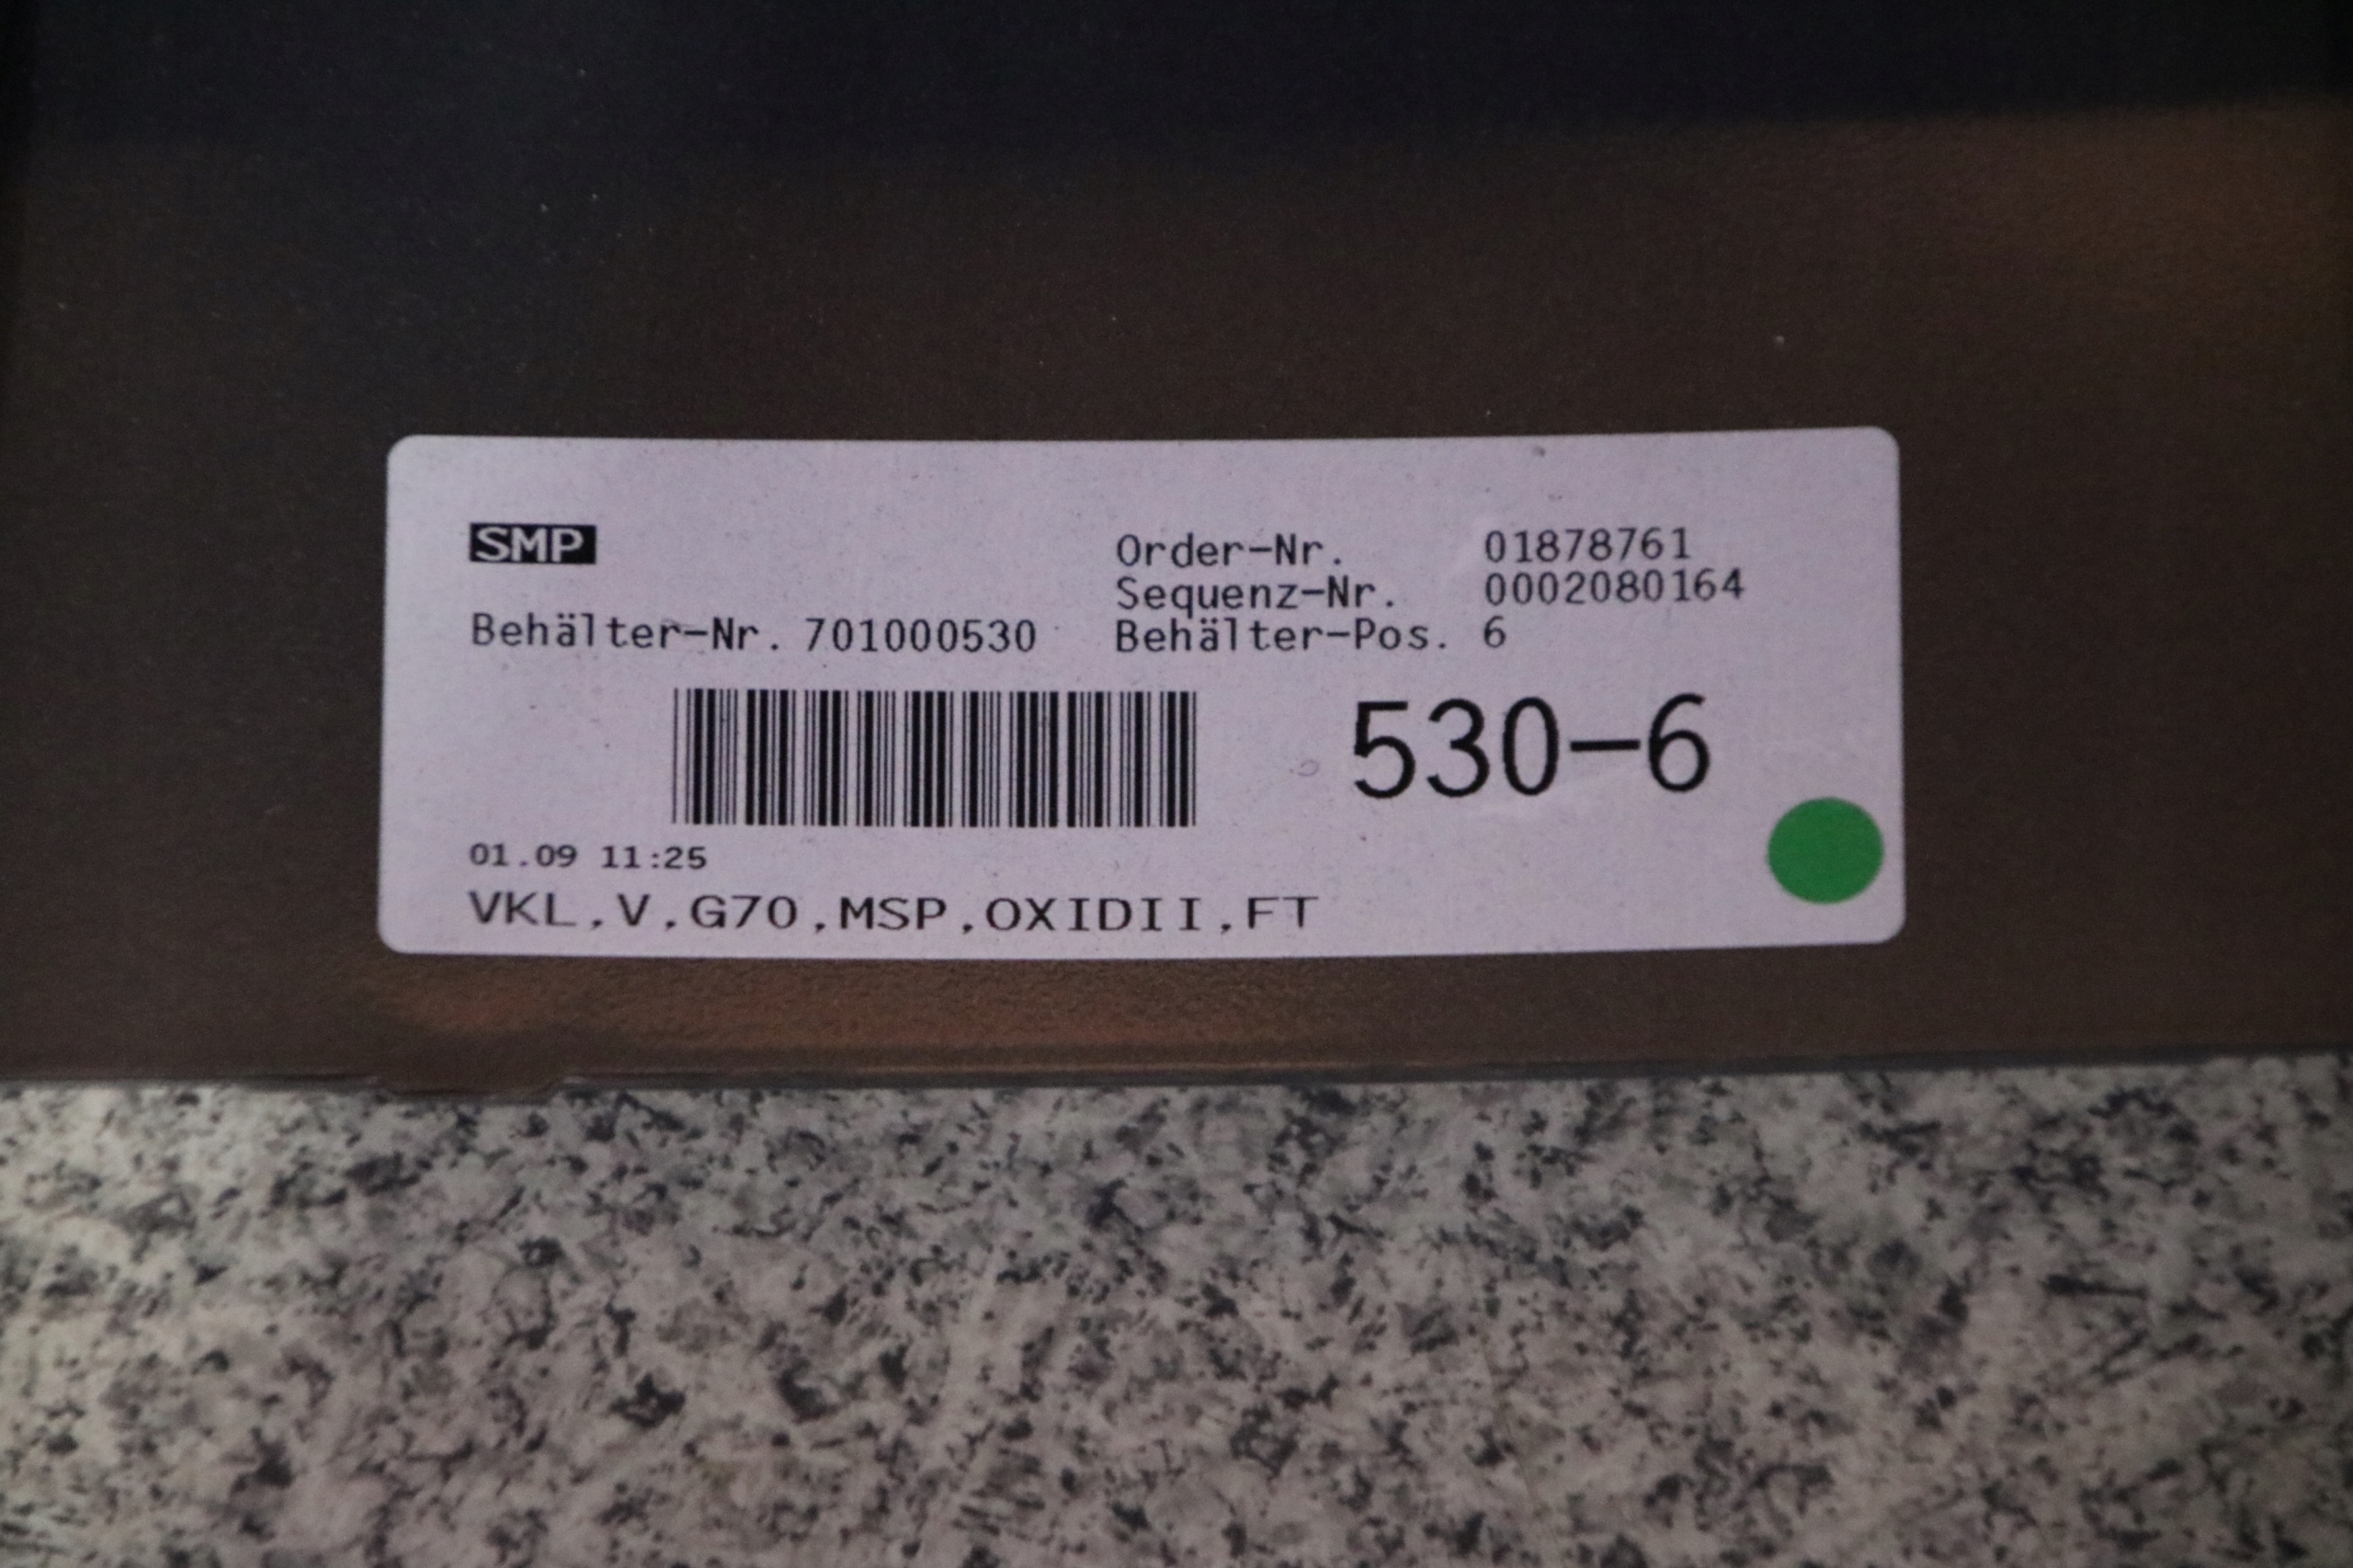 SMP
Order-Nr. 01878761
Sequenz-Nr. 0002080164
Behälter-Nr. 701000530 Behälter-Pos. 6
530-6
01.09 11:25
VKL,V,G70,MSP,OXIDII,FT